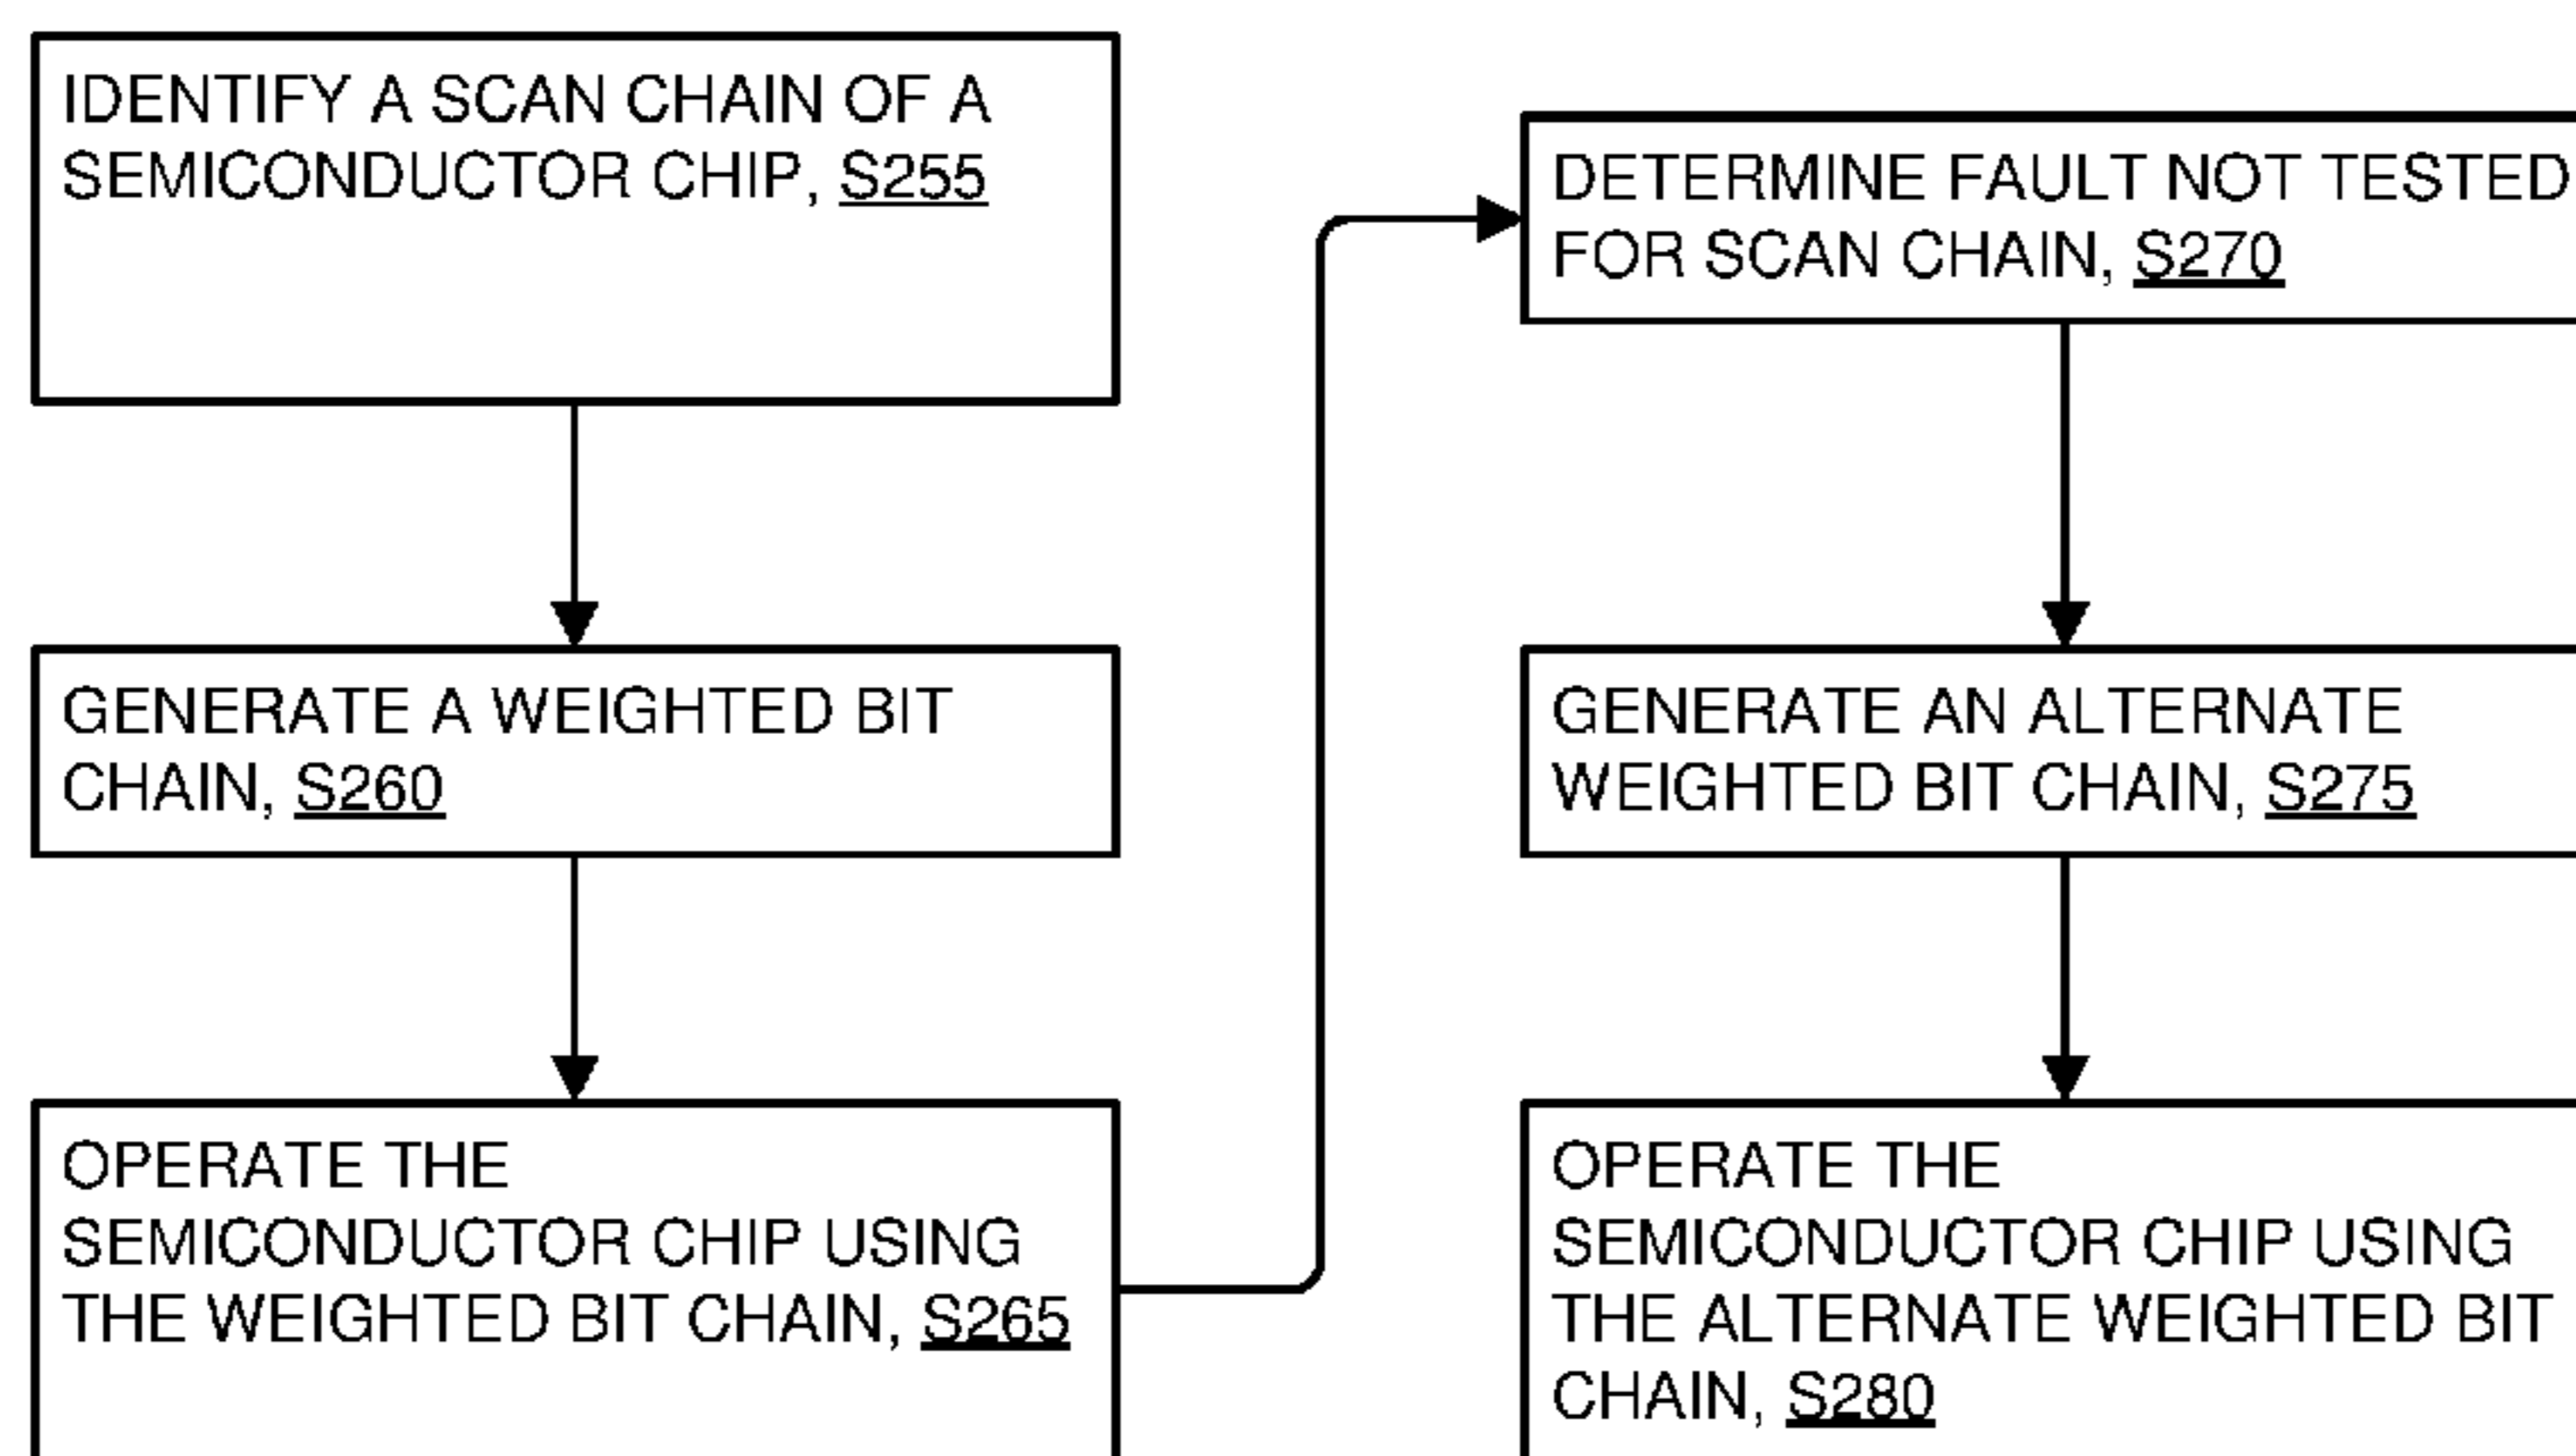 IDENTIFY A SCAN CHAIN OF A
SEMICONDUCTOR CHIP, S255
GENERATE A WEIGHTED BIT
CHAIN, S260
OPERATE THE
SEMICONDUCTOR CHIP USING
THE WEIGHTED BIT CHAIN, S265
DETERMINE FAULT NOT TESTED
FOR SCAN CHAIN, S270
GENERATE AN ALTERNATE
WEIGHTED BIT CHAIN, S275
OPERATE THE
SEMICONDUCTOR CHIP USING
THE ALTERNATE WEIGHTED BIT
CHAIN, S280